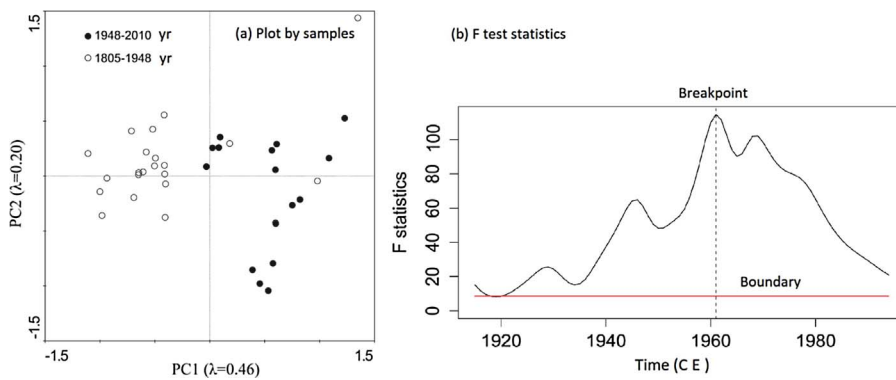 1.5
(a) Plot by samples
1948-2010 yr
1805-1948 yr
PC2 (λ=0.20)
-1.5
-1.5
1.5
PC1 (λ=0.46)
(b) F test statistics
Breakpoint
F statistics
100
80
60
40
20
0
Boundary
1920
1940
1960
1980
Time (C E )